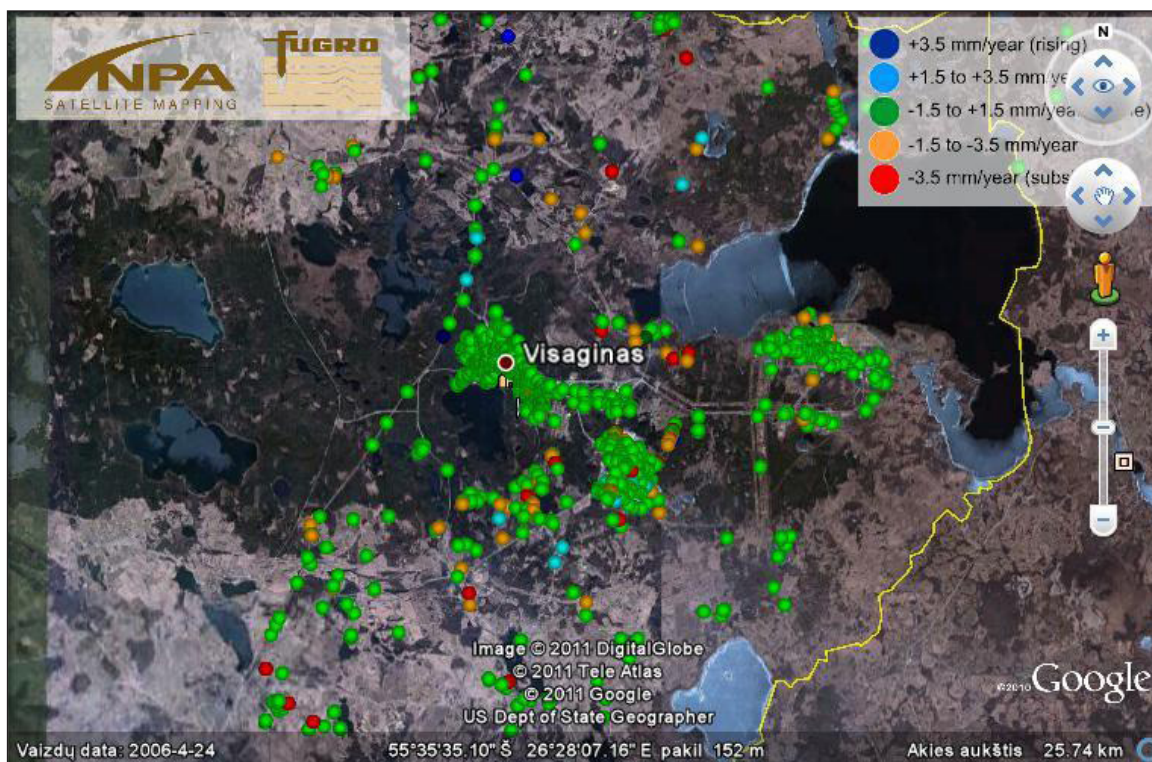 NPA
SATELLITE MAPPING
FUGRO
+3.5 mm/year (rising)
+1.5 to +3.5 mm/ye
-1.5 to +1.5 mm/year
-1.5 to -3.5 mm/year
-3.5 mm/year (subs
N
Visaginas
Image © 2011 DigitalGlobe
© 2011 Tele Atlas
© 2011 Google
US Dept of State Geographer
©2010 Google
Vaizdų data: 2006-4-24 55°35'35.10" Š 26°28'07.16" E pakil 152 m Akies aukštis 25.74 km